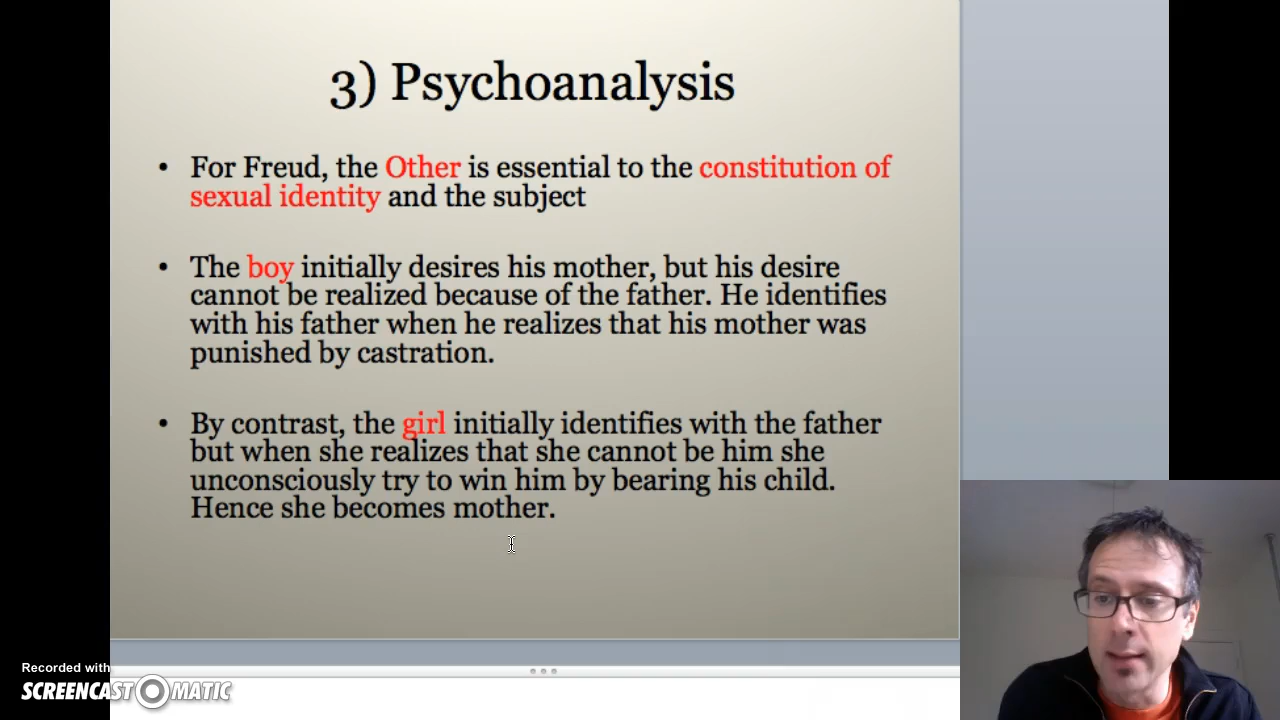 3) Psychoanalysis
• For Freud, the Other is essential to the constitution of
sexual identity and the subject
• The boy initially desires his mother, but his desire
cannot be realized because of the father. He identifies
with his father when he realizes that his mother was
punished by castration.
• By contrast, the girl initially identifies with the father
but when she realizes that she cannot be him she
unconsciously try to win him by bearing his child.
Hence she becomes mother.
Recorded with
SCREENCAST-O-MATIC